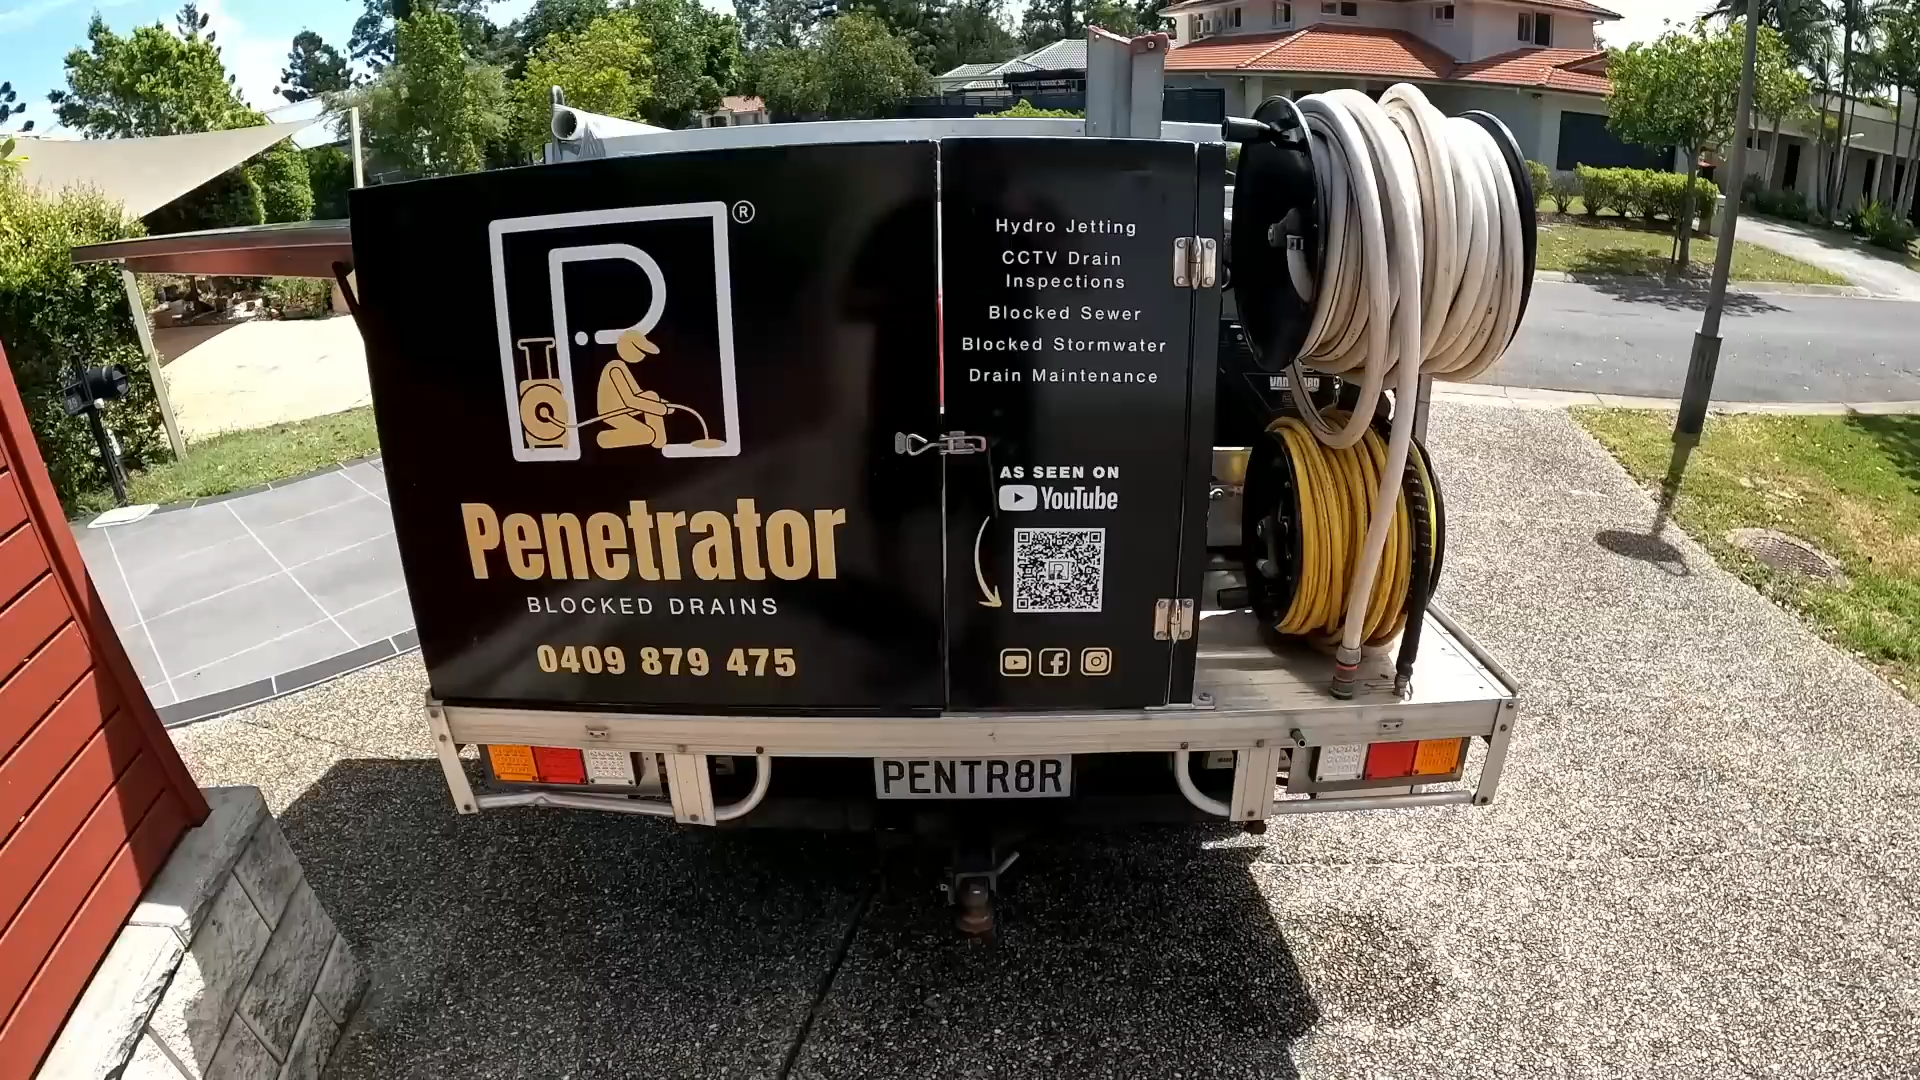 ®
Penetrator
BLOCKED DRAINS
0409 879 475
Hydro Jetting
CCTV Drain
Inspections
Blocked Sewer
Blocked Stormwater
Drain Maintenance
AS SEEN ON
YouTube
VANGUARD
PENTR8R